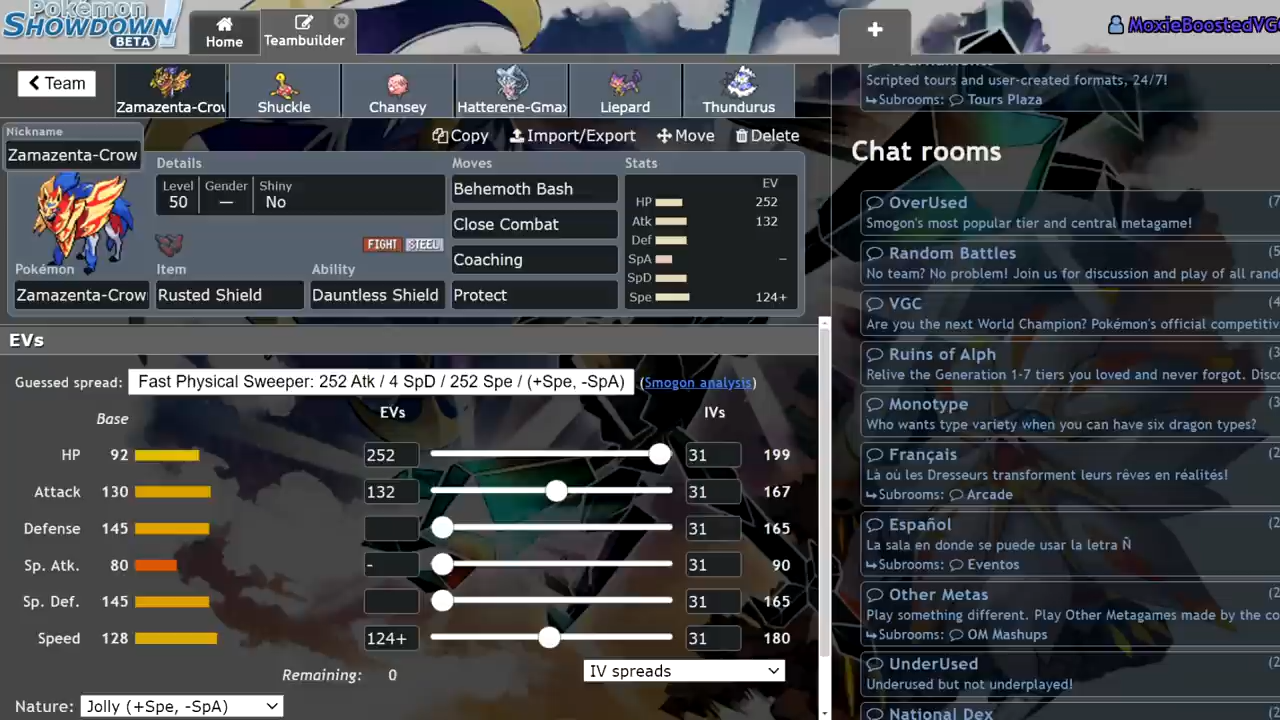 Pokémon
SHOWDOWN!
BETA
Home
Teambuilder
MoxieBoostedVG
Team
Zamazenta-Crow
Shuckle
Chansey
Hatterene-Gmax
Liepard
Thundurus
Copy
Import/Export
Move
Delete
Nickname
Zamazenta-Crow
Details
Level
50
Gender
—
Shiny
No
FIGHT
STEEL
Pokémon
Zamazenta-Crow
Item
Rusted Shield
Ability
Dauntless Shield
Moves
Behemoth Bash
Close Combat
Coaching
Protect
Stats
EV
HP 252
Atk 132
Def
SpA –
SpD
Spe 124+
EVs
Guessed spread: Fast Physical Sweeper: 252 Atk / 4 SpD / 252 Spe / (+Spe, -SpA) (Smogon analysis)
Base EVs IVs
HP 92 252 31 199
Attack 130 132 31 167
Defense 145 31 165
Sp. Atk. 80 - 31 90
Sp. Def. 145 31 165
Speed 128 124+ 31 180
Remaining: 0
IV spreads
Nature: Jolly (+Spe, -SpA)
Scripted tours and user-created formats, 24/7!
Subrooms: Tours Plaza
Chat rooms
OverUsed (7
Smogon's most popular tier and central metagame!
Random Battles (5
No team? No problem! Join us for discussion and play of all rand
VGC (4
Are you the next World Champion? Pokémon's official competitiv
Ruins of Alph (3
Relive the Generation 1-7 tiers you loved and never forgot. Disc
Monotype (3
Who wants type variety when you can have six dragon types?
Français (2
Là où les Dresseurs transforment leurs rêves en réalités!
Subrooms: Arcade
Español (2
La sala en donde se puede usar la letra Ñ
Subrooms: Eventos
Other Metas (2
Play something different. Play Other Metagames made by the co
Subrooms: OM Mashups
UnderUsed (2
Underused but not underplayed!
National Dex (2